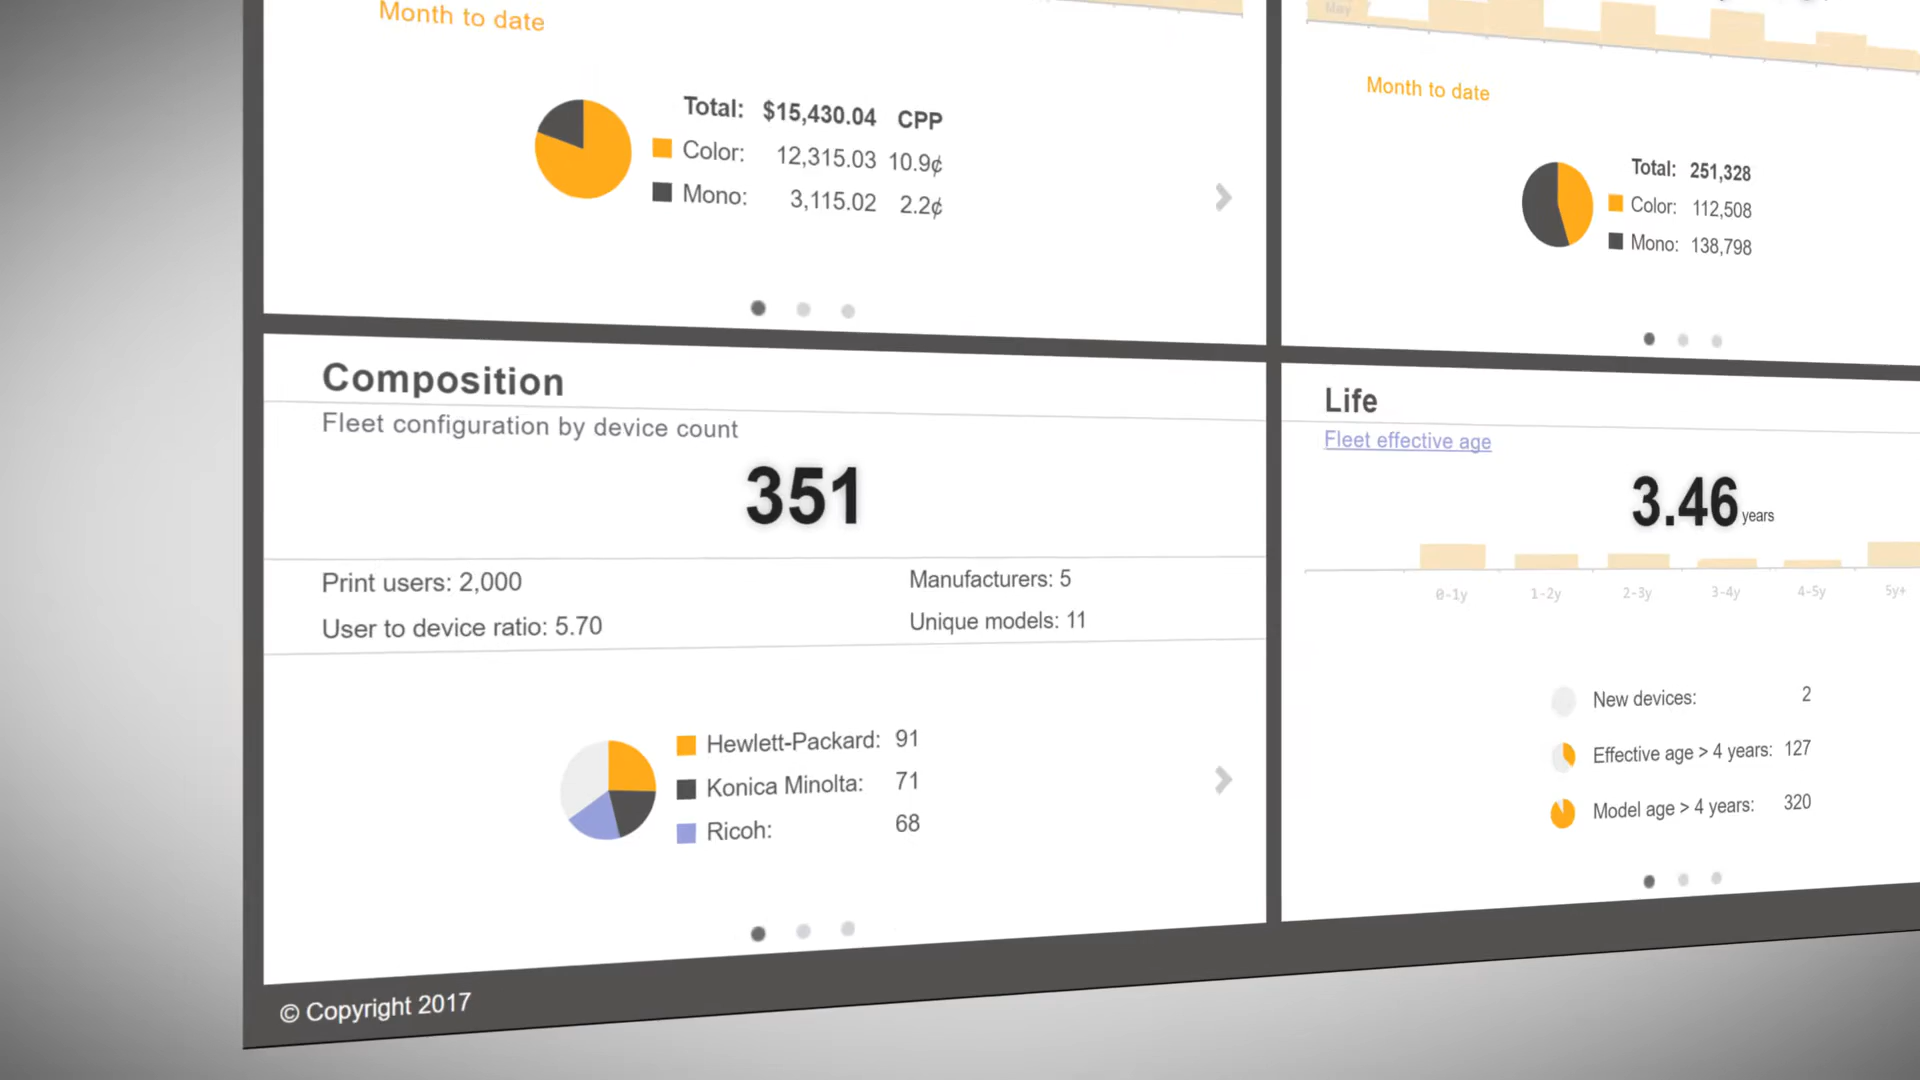 Month to date
Total: $15,430.04 CPP
Color: 12,315.03 10.9¢
Mono: 3,115.02 2.2¢
May
Month to date
Total: 251,328
Color: 112,508
Mono: 138,798
Composition
Fleet configuration by device count
351
Print users: 2,000
Manufacturers: 5
User to device ratio: 5.70
Unique models: 11
Hewlett-Packard: 91
Konica Minolta: 71
Ricoh: 68
Life
Fleet effective age
3.46 years
0-1y 1-2y 2-3y 3-4y 4-5y 5y+
New devices: 2
Effective age > 4 years: 127
Model age > 4 years: 320
© Copyright 2017